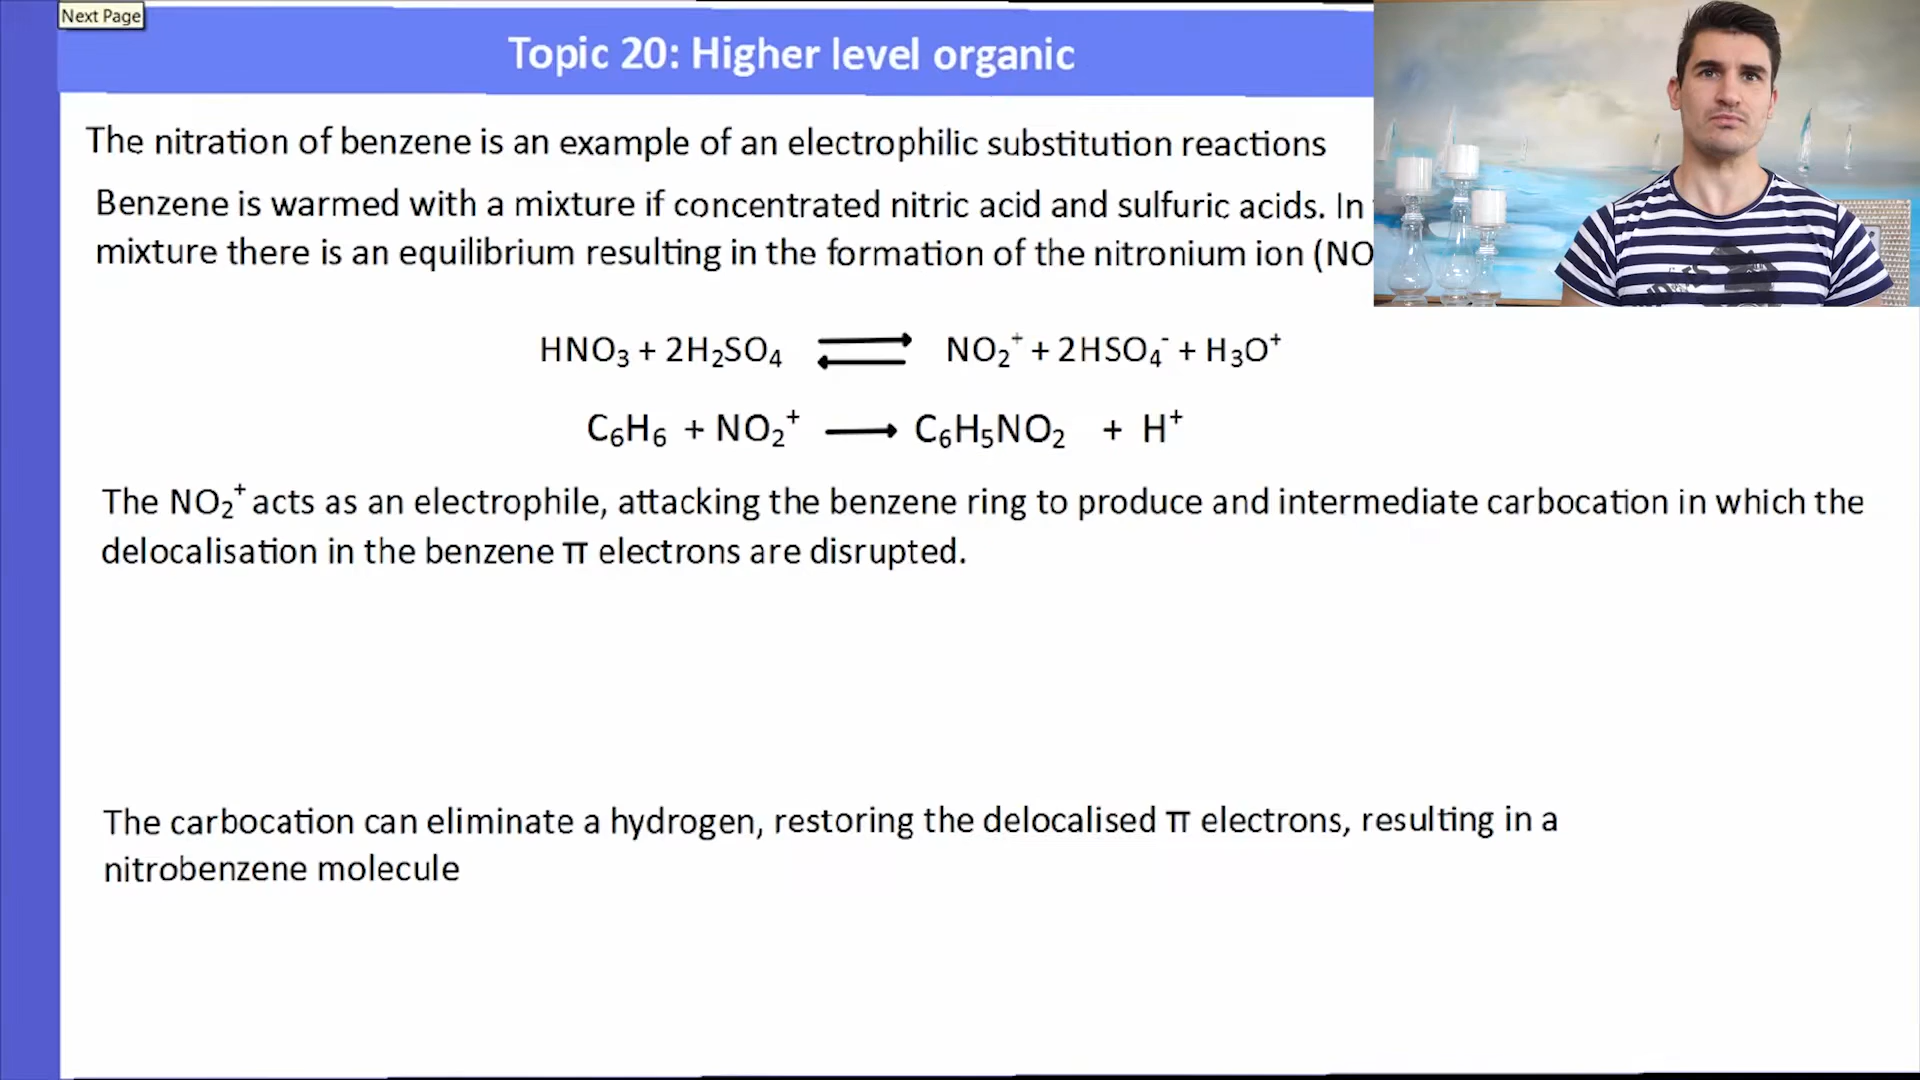 Next Page
Topic 20: Higher level organic
The nitration of benzene is an example of an electrophilic substitution reactions
Benzene is warmed with a mixture if concentrated nitric acid and sulfuric acids. In
mixture there is an equilibrium resulting in the formation of the nitronium ion (NO
HNO₃ + 2H₂SO₄ ⇌ NO₂⁺ + 2HSO₄⁻ + H₃O⁺
C₆H₆ + NO₂⁺ ⟶ C₆H₅NO₂ + H⁺
The NO₂⁺ acts as an electrophile, attacking the benzene ring to produce and intermediate carbocation in which the
delocalisation in the benzene π electrons are disrupted.
The carbocation can eliminate a hydrogen, restoring the delocalised π electrons, resulting in a
nitrobenzene molecule